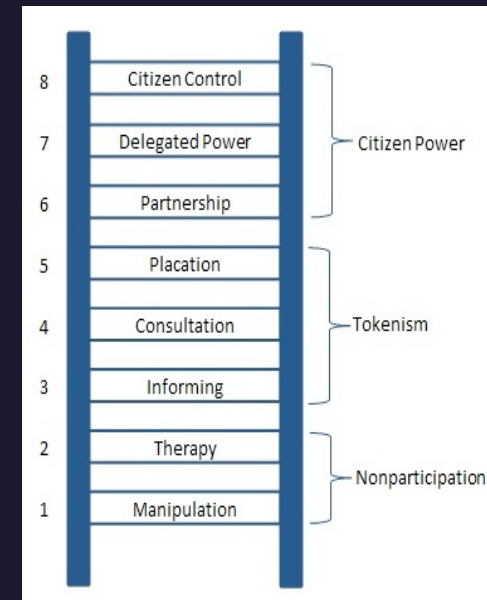 8 Citizen Control
7 Delegated Power
Citizen Power
6 Partnership
5 Placation
4 Consultation
Tokenism
3 Informing
2 Therapy
Nonparticipation
1 Manipulation